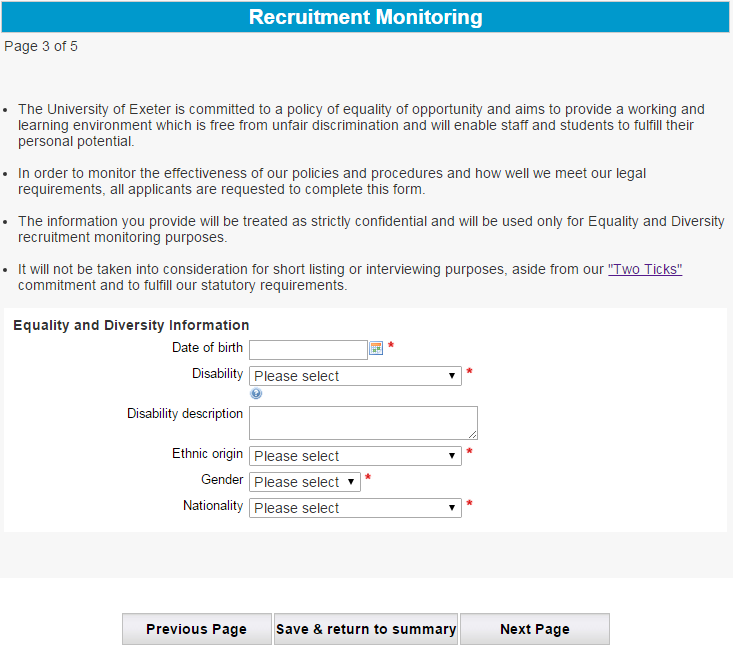 Recruitment Monitoring
Page 3 of 5
• The University of Exeter is committed to a policy of equality of opportunity and aims to provide a working and
learning environment which is free from unfair discrimination and will enable staff and students to fulfill their
personal potential.
• In order to monitor the effectiveness of our policies and procedures and how well we meet our legal
requirements, all applicants are requested to complete this form.
• The information you provide will be treated as strictly confidential and will be used only for Equality and Diversity
recruitment monitoring purposes.
• It will not be taken into consideration for short listing or interviewing purposes, aside from our "Two Ticks"
commitment and to fulfill our statutory requirements.
Equality and Diversity Information
Date of birth *
Disability Please select *
?
Disability description
Ethnic origin Please select *
Gender Please select *
Nationality Please select *
Previous Page Save & return to summary Next Page